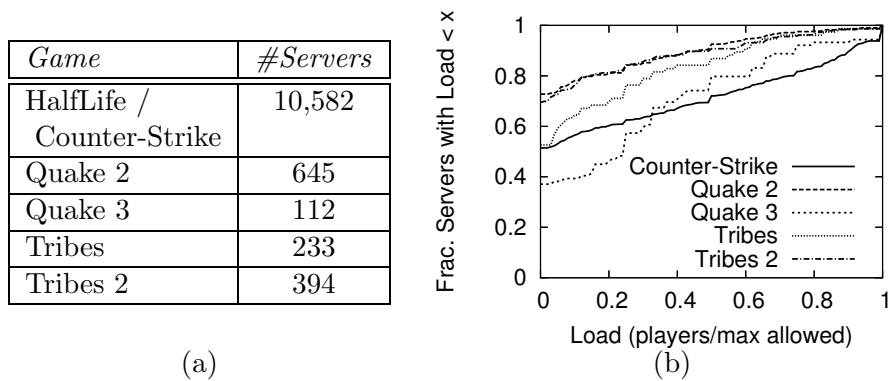 Game #Servers
HalfLife / 10,582
Counter-Strike
Quake 2 645
Quake 3 112
Tribes 233
Tribes 2 394
(a)
Frac. Servers with Load < x
1
0.8
0.6
0.4
0.2
0
Counter-Strike
Quake 2
Quake 3
Tribes
Tribes 2
0 0.2 0.4 0.6 0.8 1
Load (players/max allowed)
(b)